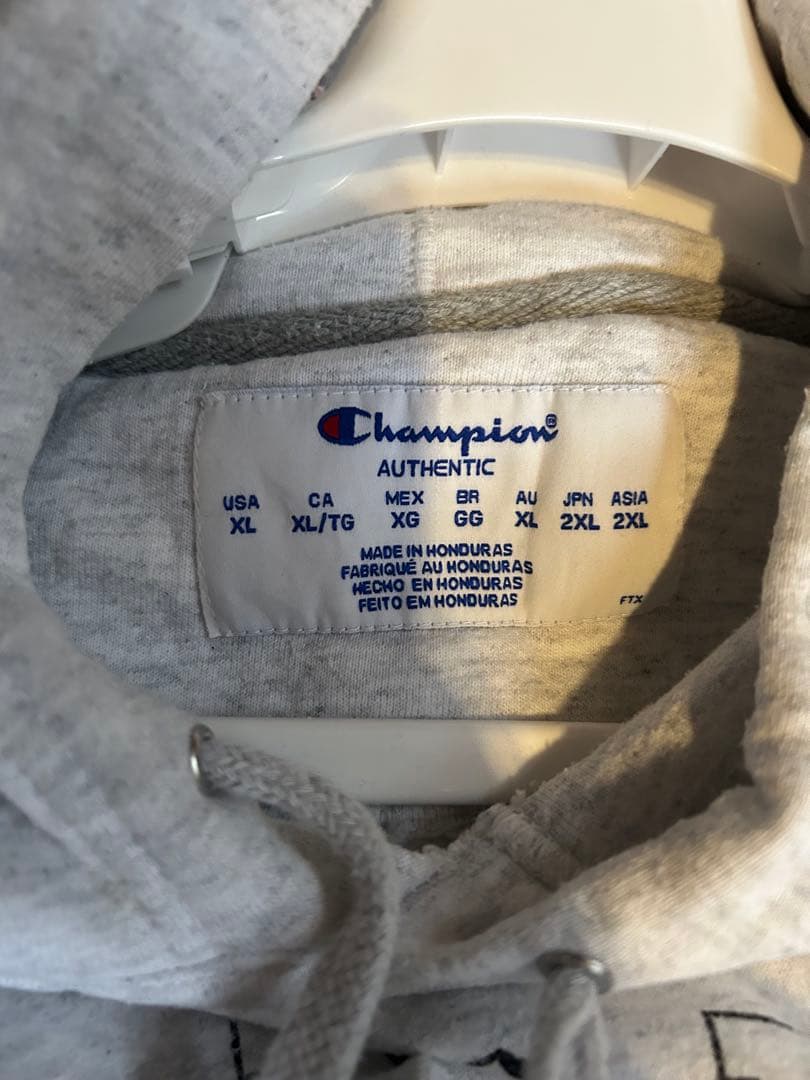 Champion®
AUTHENTIC
USA CA MEX BR AU JPN ASIA
XL XL/TG XG GG XL 2XL 2XL
MADE IN HONDURAS
FABRIQUÉ AU HONDURAS
HECHO EN HONDURAS
FEITO EM HONDURAS
FTX